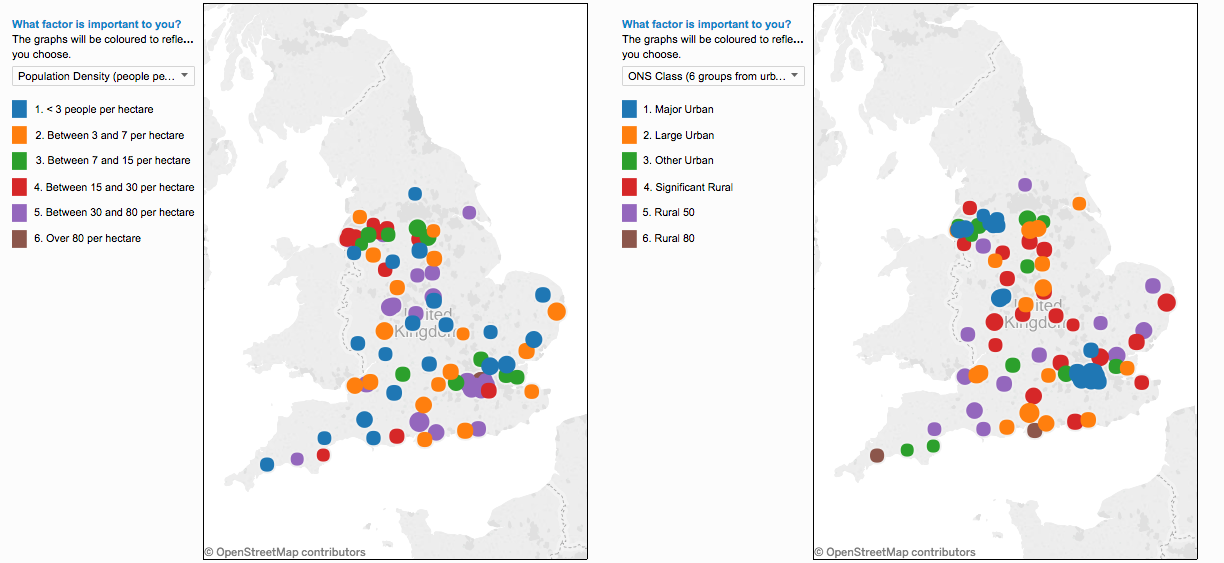 What factor is important to you?
The graphs will be coloured to refle...
you choose.
Population Density (people pe...
1. < 3 people per hectare
2. Between 3 and 7 per hectare
3. Between 7 and 15 per hectare
4. Between 15 and 30 per hectare
5. Between 30 and 80 per hectare
6. Over 80 per hectare
United
Kingdom
© OpenStreetMap contributors
What factor is important to you?
The graphs will be coloured to refle...
you choose.
ONS Class (6 groups from urb...
1. Major Urban
2. Large Urban
3. Other Urban
4. Significant Rural
5. Rural 50
6. Rural 80
United
Kingdom
© OpenStreetMap contributors